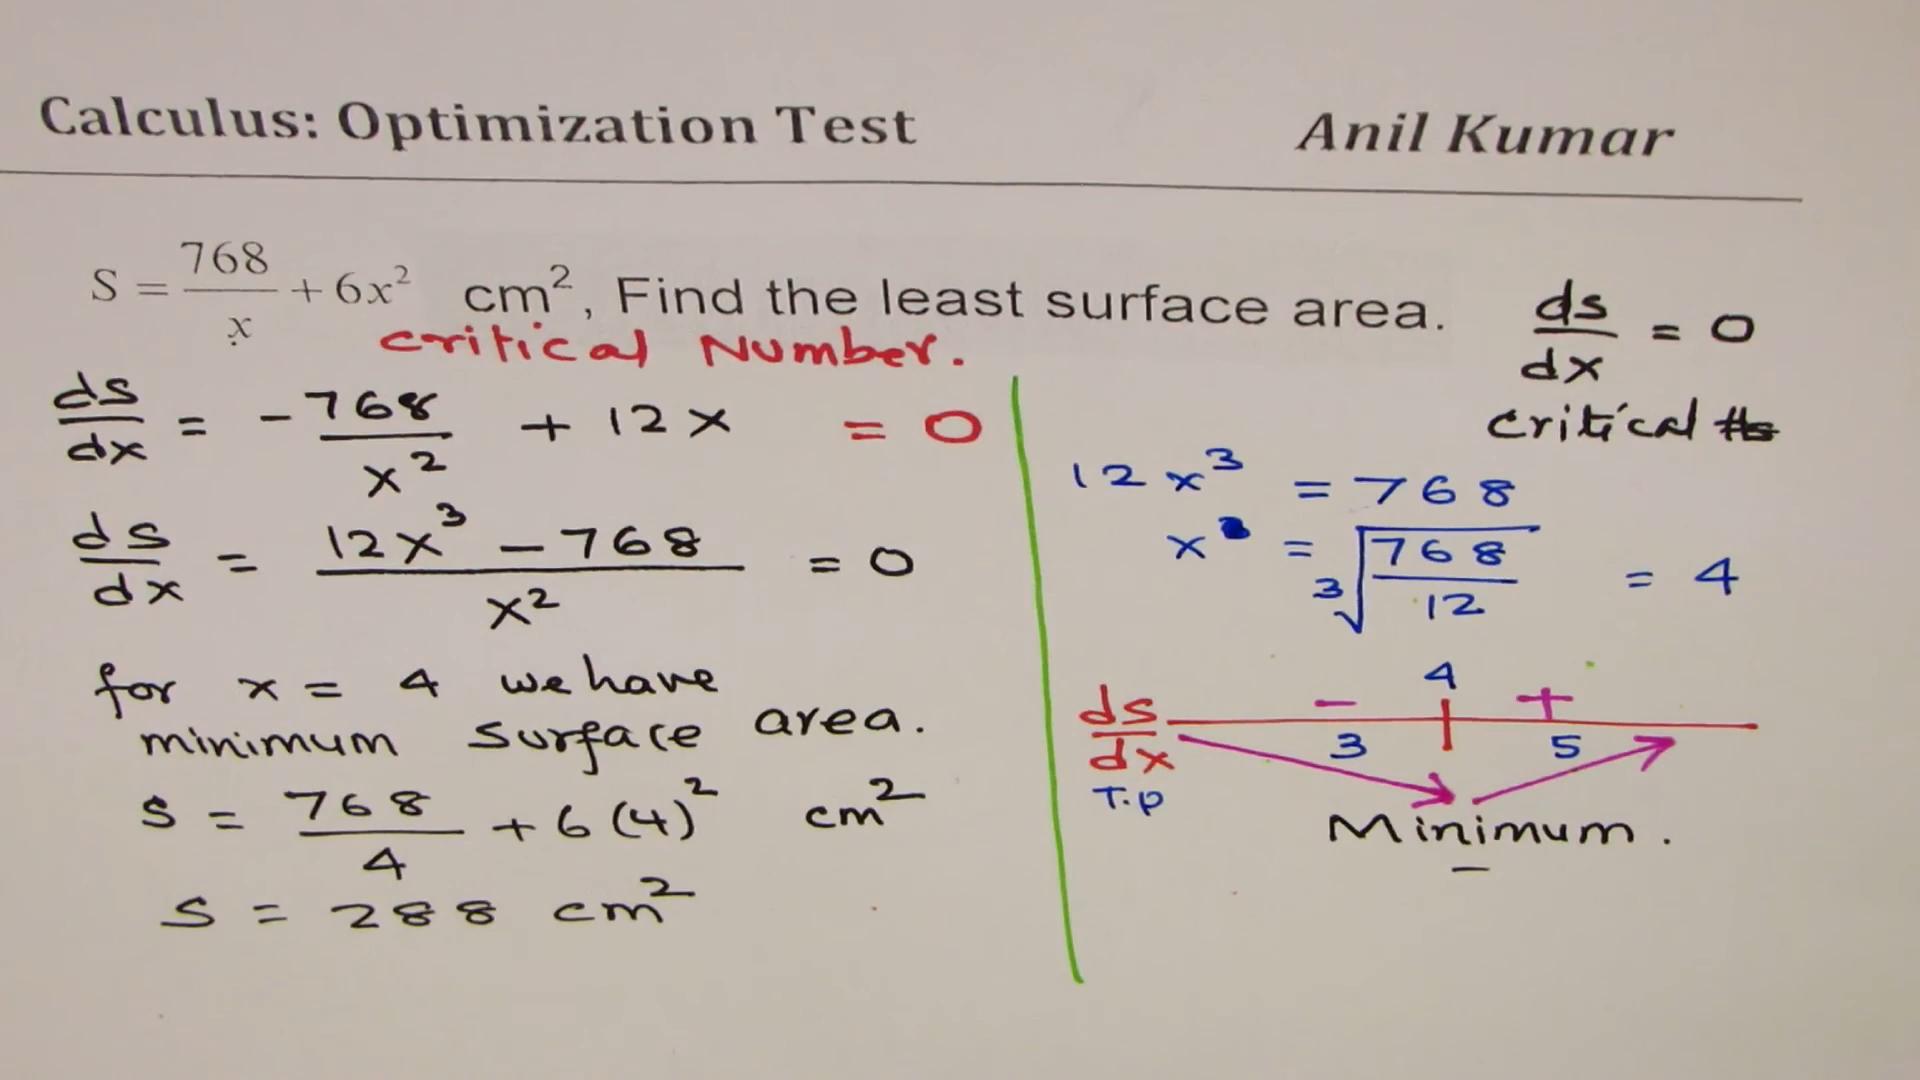 Calculus: Optimization Test Anil Kumar
S = 768/x + 6x² cm², Find the least surface area.
critical Number.
ds/dx = 0
critical #s
ds/dx = -768/x² + 12x = 0
ds/dx = (12x³ - 768)/x² = 0
for x = 4 we have
minimum surface area.
S = 768/4 + 6(4)² cm²
S = 288 cm²
12x³ = 768
x = ³√(768/12) = 4
4
ds/dx - +
3 5
T.p
Minimum.